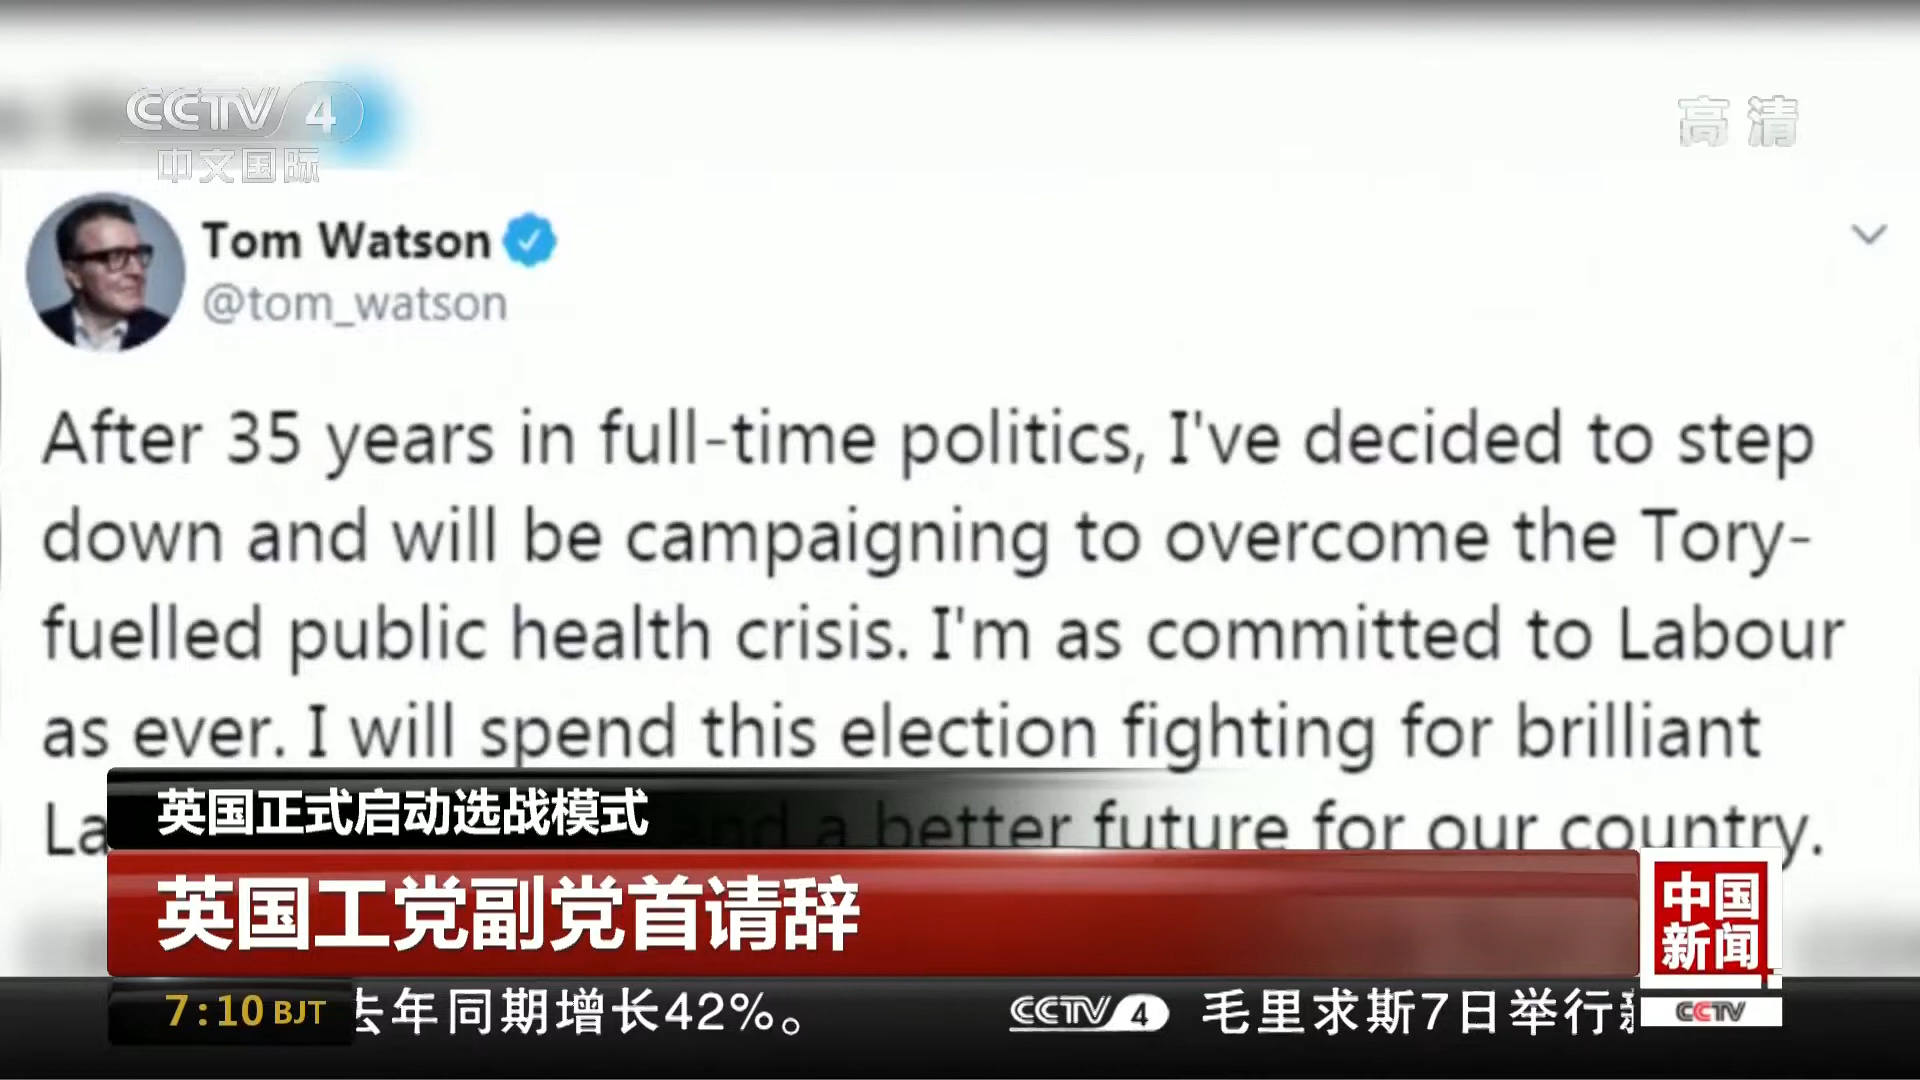 CCTV 4
中文国际
高清
Tom Watson
@tom_watson
After 35 years in full-time politics, I've decided to step
down and will be campaigning to overcome the Tory-
fuelled public health crisis. I'm as committed to Labour
as ever. I will spend this election fighting for brilliant
La and a better future for our country.
英国正式启动选战模式
英国工党副党首请辞
中国
新闻
7:10 BJT 去年同期增长42%。 CCTV 4 毛里求斯7日举行
CCTV